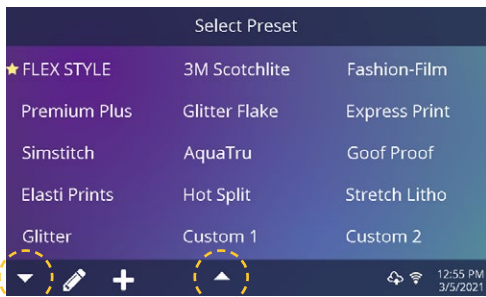 Select Preset
FLEX STYLE 3M Scotchlite Fashion-Film
Premium Plus Glitter Flake Express Print
Simstitch AquaTru Goof Proof
Elasti Prints Hot Split Stretch Litho
Glitter Custom 1 Custom 2
12:55 PM
3/5/2021